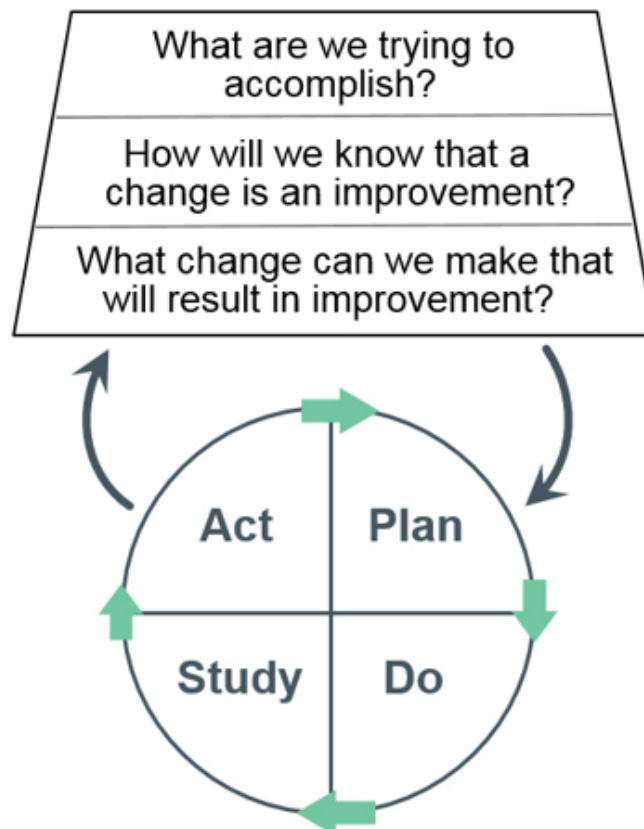 What are we trying to
accomplish?
How will we know that a
change is an improvement?
What change can we make that
will result in improvement?
Act
Plan
Study
Do